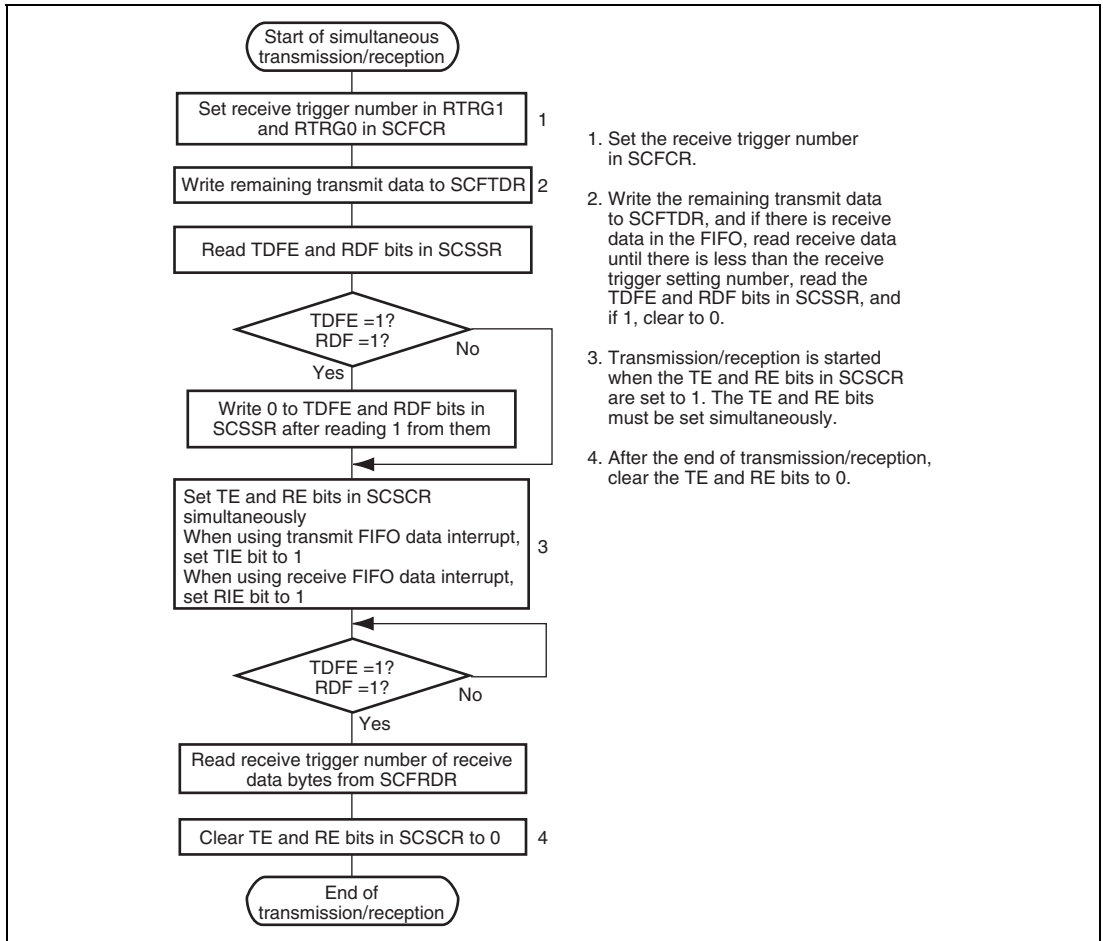 Start of simultaneous
transmission/reception
Set receive trigger number in RTRG1
and RTRG0 in SCFCR
1
Write remaining transmit data to SCFTDR
2
Read TDFE and RDF bits in SCSSR
TDFE =1?
RDF =1?
No
Yes
Write 0 to TDFE and RDF bits in
SCSSR after reading 1 from them
Set TE and RE bits in SCSCR
simultaneously
When using transmit FIFO data interrupt,
set TIE bit to 1
When using receive FIFO data interrupt,
set RIE bit to 1
3
TDFE =1?
RDF =1?
No
Yes
Read receive trigger number of receive
data bytes from SCFRDR
Clear TE and RE bits in SCSCR to 0
4
End of
transmission/reception
1. Set the receive trigger number
in SCFCR.
2. Write the remaining transmit data
to SCFTDR, and if there is receive
data in the FIFO, read receive data
until there is less than the receive
trigger setting number, read the
TDFE and RDF bits in SCSSR, and
if 1, clear to 0.
3. Transmission/reception is started
when the TE and RE bits in SCSCR
are set to 1. The TE and RE bits
must be set simultaneously.
4. After the end of transmission/reception,
clear the TE and RE bits to 0.